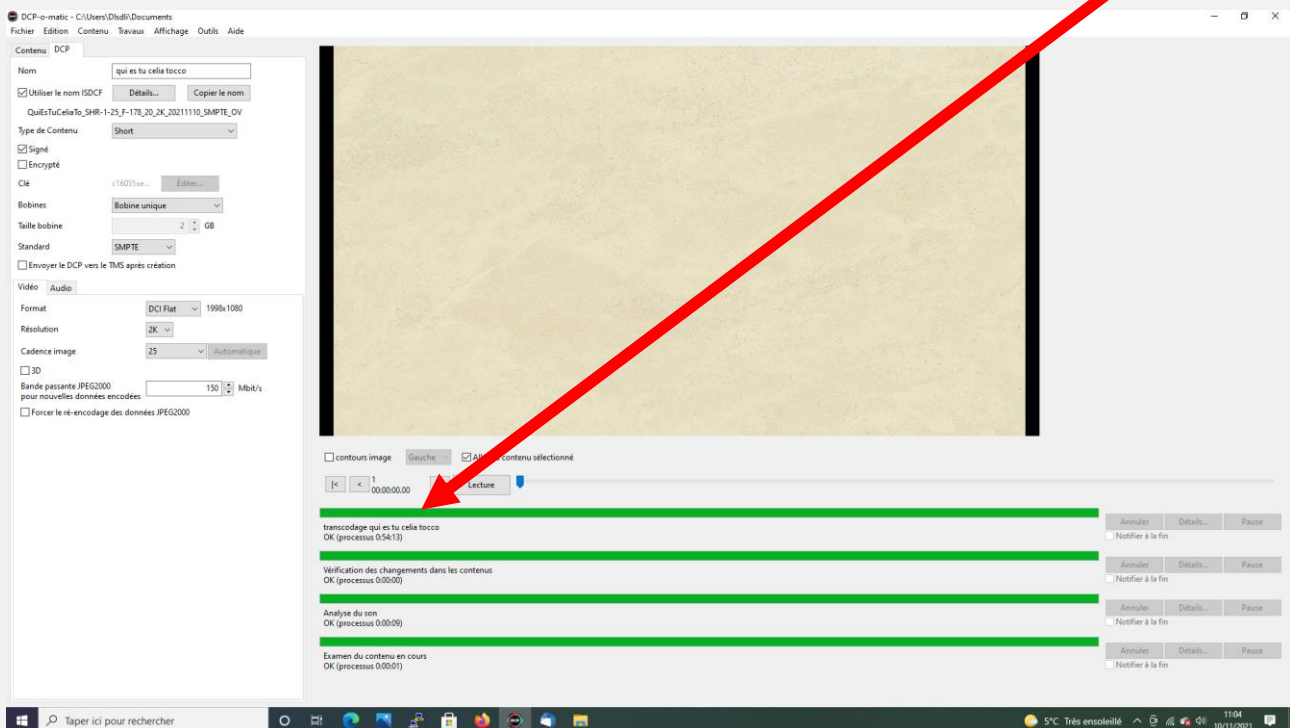 DCP-o-matic - C:\Users\Dlsdli\Documents
Fichier Edition Contenu Travaux Affichage Outils Aide
Contenu DCP
Nom qui es tu celia tocco
Utiliser le nom ISDCF Détails... Copier le nom
QuiEsTuCeliaTo_SHR-1-25_F-178_20_2K_20211110_SMPTE_OV
Type de Contenu Short
Signé
Encrypté
Clé c16035ae... Éditer...
Bobines Bobine unique
Taille bobine 2 GB
Standard SMPTE
Envoyer le DCP vers le TMS après création
Vidéo Audio
Format DCI Flat 1998x1080
Résolution 2K
Cadence image 25 Automatique
3D
Bande passante JPEG2000
pour nouvelles données encodées 150 Mbit/s
Forcer le ré-encodage des données JPEG2000
contours image Gauche contenu sélectionné
|< < 1
00:00:00.00 Lecture
transcodage qui es tu celia tocco
OK (processus 0:54:13)
Annuler Détails... Pause
Notifier à la fin
Vérification des changements dans les contenus
OK (processus 0:00:00)
Annuler Détails... Pause
Notifier à la fin
Analyse du son
OK (processus 0:00:09)
Annuler Détails... Pause
Notifier à la fin
Examen du contenu en cours
OK (processus 0:00:01)
Annuler Détails... Pause
Notifier à la fin
Taper ici pour rechercher
5°C Très ensoleillé
11:04
10/11/2021